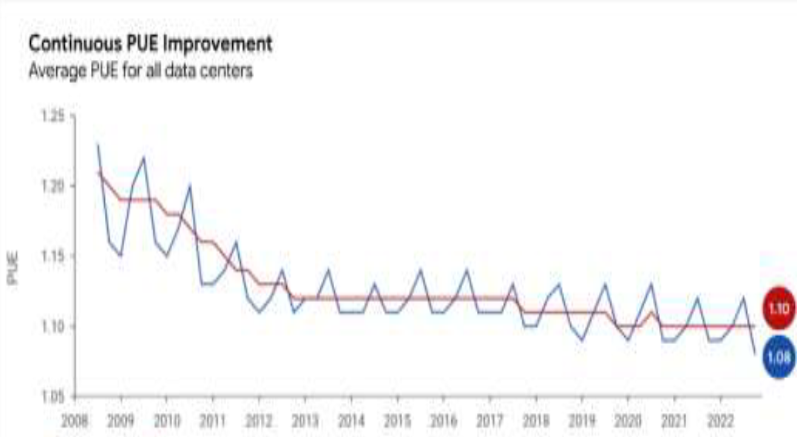 Continuous PUE Improvement
Average PUE for all data centers
1.25
1.20
1.15
1.10
1.05
PUE
1.10
1.08
2008 2009 2010 2011 2012 2013 2014 2015 2016 2017 2018 2019 2020 2021 2022